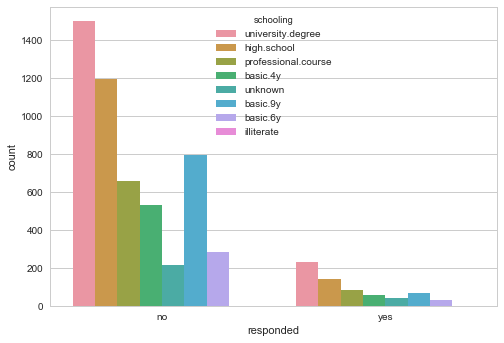 schooling
university.degree
high.school
professional.course
basic.4y
unknown
basic.9y
basic.6y
illiterate
1400
1200
1000
800
600
400
200
0
count
no yes
responded